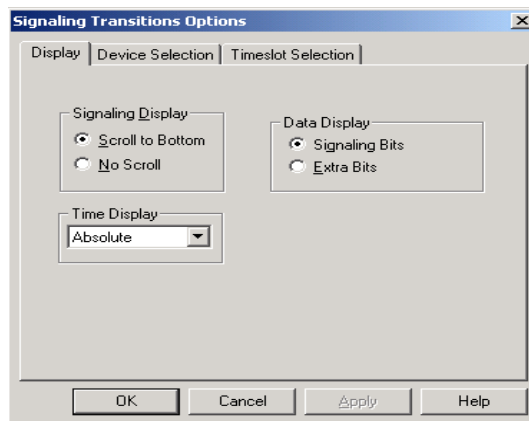 Signaling Transitions Options
Display
Device Selection
Timeslot Selection
Signaling Display
Scroll to Bottom
No Scroll
Data Display
Signaling Bits
Extra Bits
Time Display
Absolute
OK
Cancel
Apply
Help